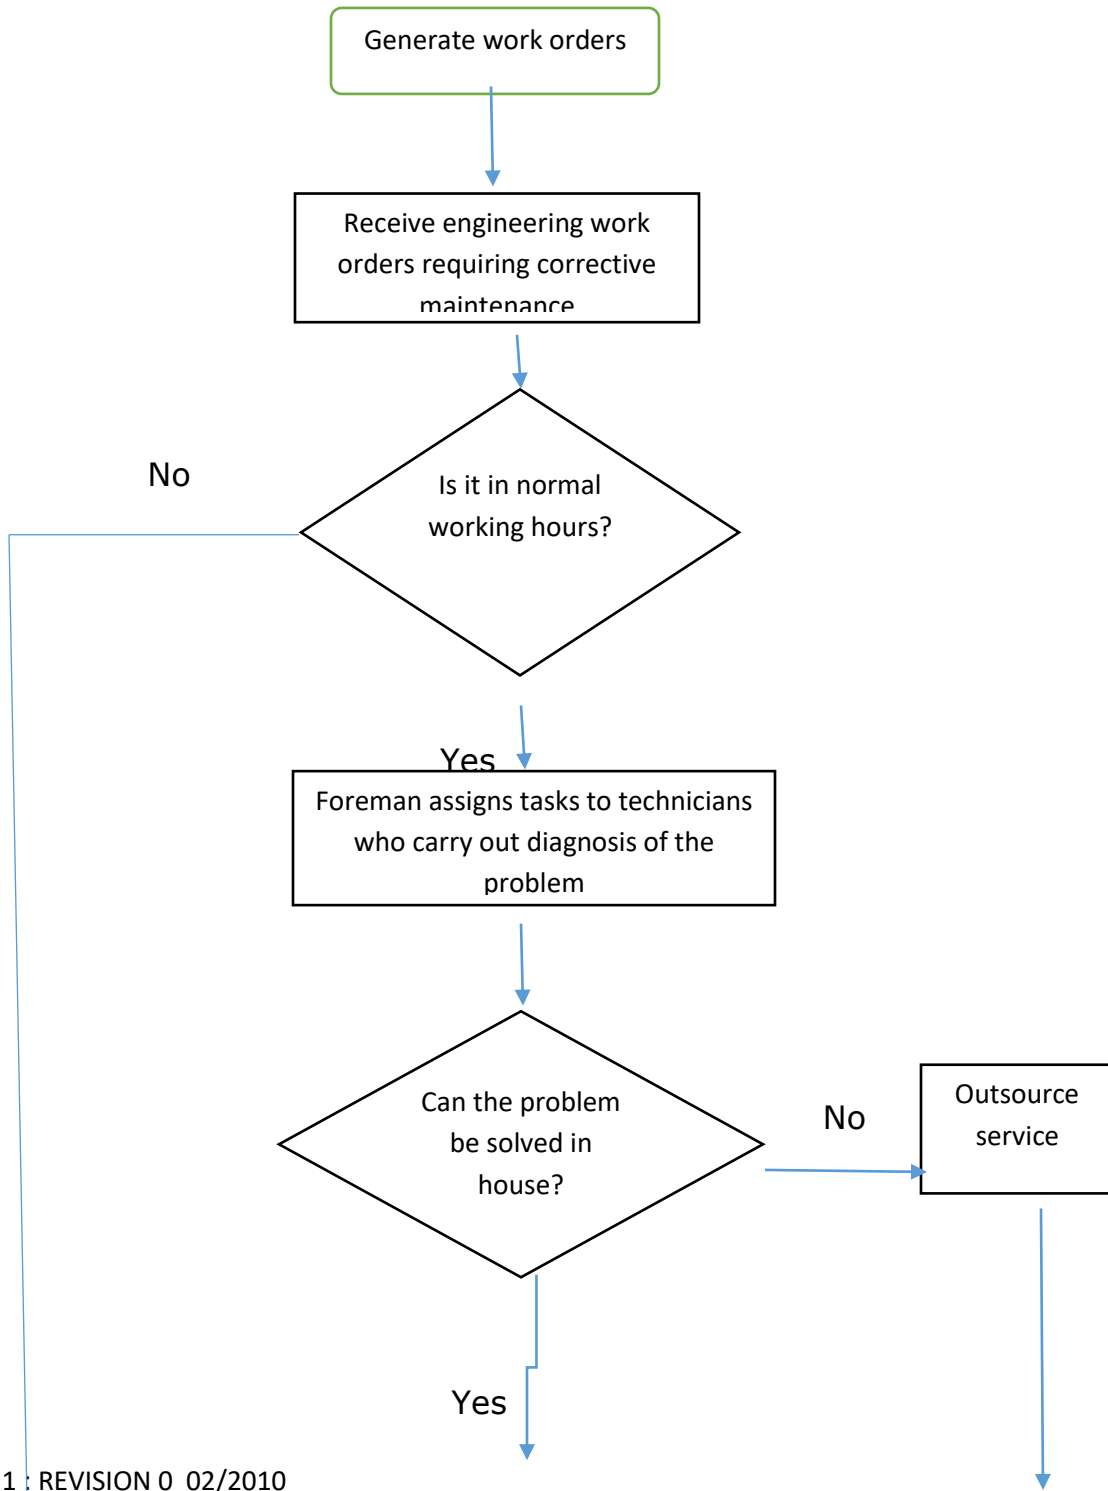 Generate work orders
Receive engineering work
orders requiring corrective
maintenance
No
Is it in normal
working hours?
Yes
Foreman assigns tasks to technicians
who carry out diagnosis of the
problem
Can the problem
be solved in
house?
No
Outsource
service
Yes
1 : REVISION 0  02/2010